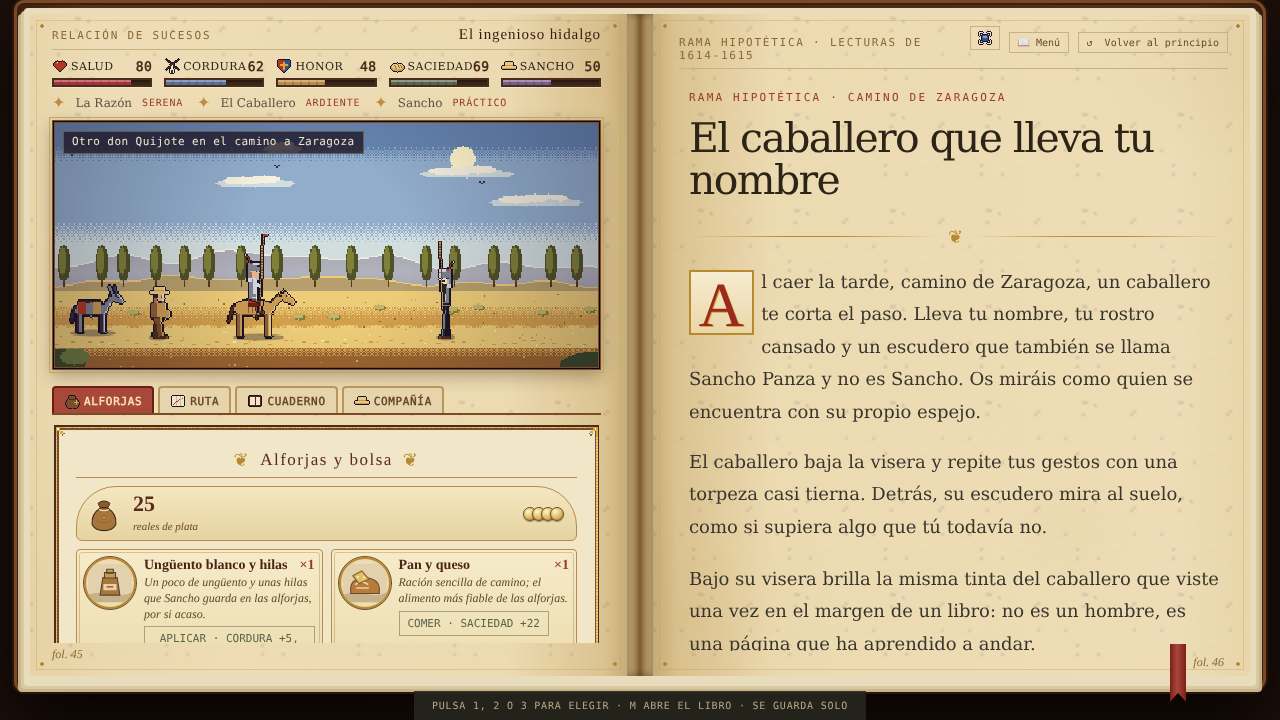 RELACIÓN DE SUCESOS
El ingenioso hidalgo
SALUD 80
CORDURA 62
HONOR 48
SACIEDAD 69
SANCHO 50
La Razón SERENA
El Caballero ARDIENTE
Sancho PRÁCTICO
Otro don Quijote en el camino a Zaragoza
ALFORJAS
RUTA
CUADERNO
COMPAÑÍA
Alforjas y bolsa
25
reales de plata
Ungüento blanco y hilas ×1
Un poco de ungüento y unas hilas
que Sancho guarda en las alforjas,
por si acaso.
APLICAR · CORDURA +5,
Pan y queso ×1
Ración sencilla de camino; el
alimento más fiable de las alforjas.
COMER · SACIEDAD +22
fol. 45
RAMA HIPOTÉTICA · LECTURAS DE
1614-1615
Menú
↺ Volver al principio
RAMA HIPOTÉTICA · CAMINO DE ZARAGOZA
El caballero que lleva tu
nombre
Al caer la tarde, camino de Zaragoza, un caballero
te corta el paso. Lleva tu nombre, tu rostro
cansado y un escudero que también se llama
Sancho Panza y no es Sancho. Os miráis como quien se
encuentra con su propio espejo.
El caballero baja la visera y repite tus gestos con una
torpeza casi tierna. Detrás, su escudero mira al suelo,
como si supiera algo que tú todavía no.
Bajo su visera brilla la misma tinta del caballero que viste
una vez en el margen de un libro: no es un hombre, es
una página que ha aprendido a andar.
fol. 46
PULSA 1, 2 O 3 PARA ELEGIR · M ABRE EL LIBRO · SE GUARDA SOLO